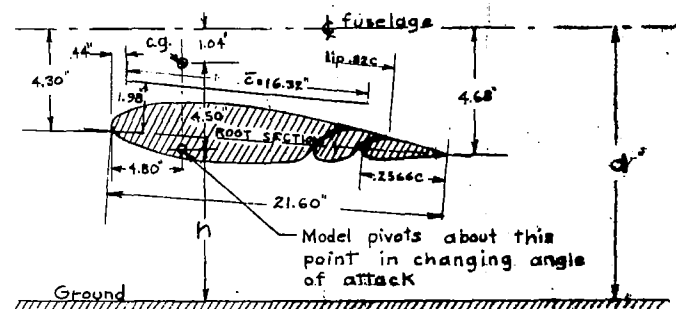 ℄ fuselage
.44"
c.g.
1.04"
lip .82c
4.30"
c̄=16.32"
4.68"
1.98"
4.50"
ROOT SECTION
d
4.80"
.2566c
21.60"
h
Model pivots about this
point in changing angle
of attack
Ground